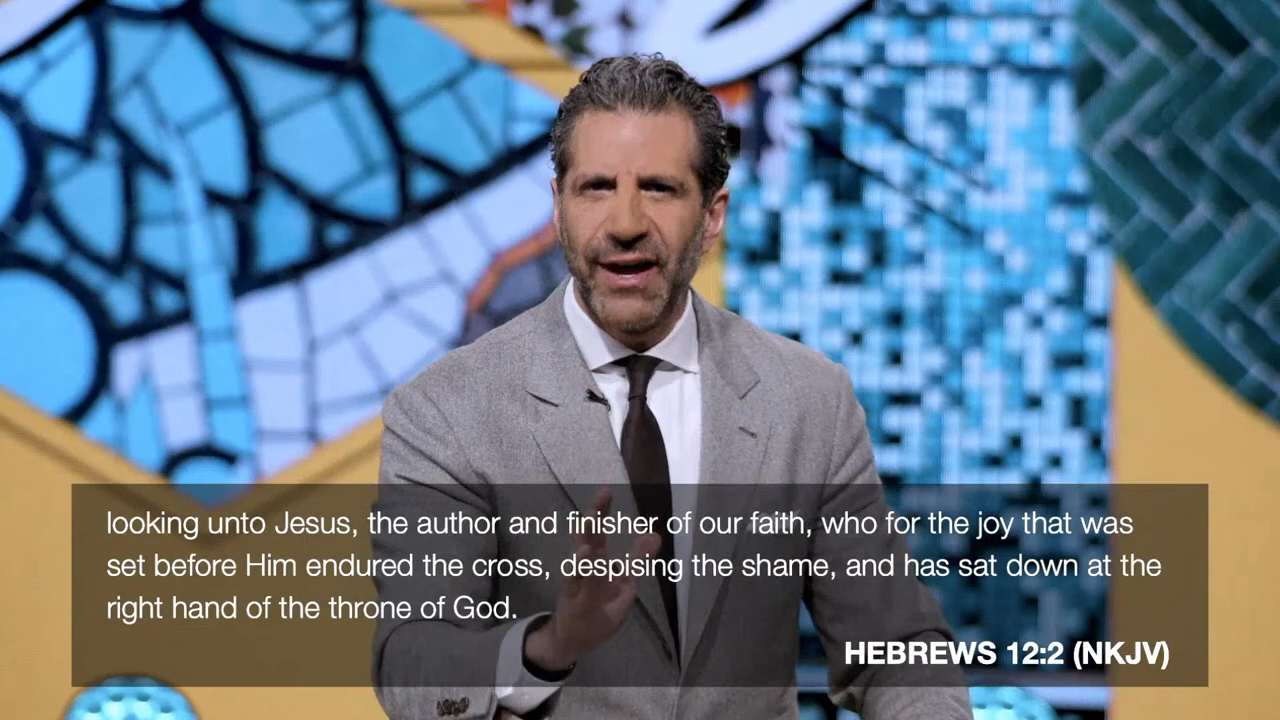 looking unto Jesus, the author and finisher of our faith, who for the joy that was
set before Him endured the cross, despising the shame, and has sat down at the
right hand of the throne of God.
HEBREWS 12:2 (NKJV)